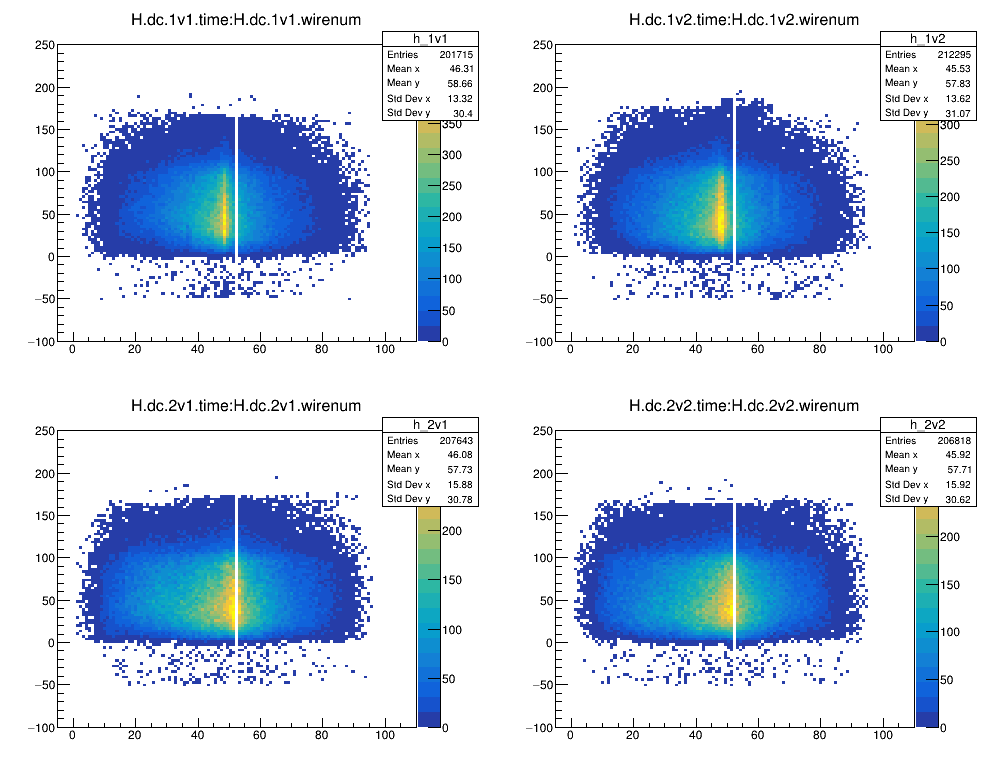 H.dc.1v1.time:H.dc.1v1.wirenum
h_1v1
Entries 201715
Mean x 46.31
Mean y 58.66
Std Dev x 13.32
Std Dev y 30.4
250
200
150
100
50
0
−50
−100
0 20 40 60 80 100
350
300
250
200
150
100
50
0
H.dc.1v2.time:H.dc.1v2.wirenum
h_1v2
Entries 212295
Mean x 45.53
Mean y 57.83
Std Dev x 13.62
Std Dev y 31.07
250
200
150
100
50
0
−50
−100
0 20 40 60 80 100
300
250
200
150
100
50
0
H.dc.2v1.time:H.dc.2v1.wirenum
h_2v1
Entries 207643
Mean x 46.08
Mean y 57.73
Std Dev x 15.88
Std Dev y 30.78
250
200
150
100
50
0
−50
−100
0 20 40 60 80 100
200
150
100
50
0
H.dc.2v2.time:H.dc.2v2.wirenum
h_2v2
Entries 206818
Mean x 45.92
Mean y 57.71
Std Dev x 15.92
Std Dev y 30.62
250
200
150
100
50
0
−50
−100
0 20 40 60 80 100
200
150
100
50
0